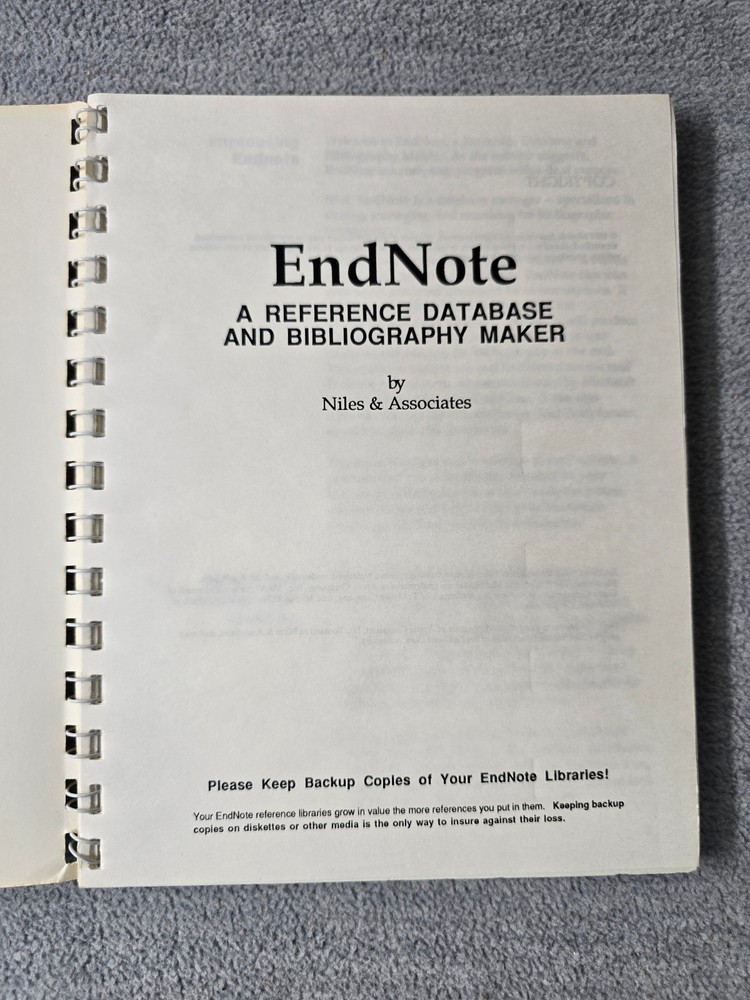 EndNote
A REFERENCE DATABASE
AND BIBLIOGRAPHY MAKER
by
Niles & Associates
Please Keep Backup Copies of Your EndNote Libraries!
Your EndNote reference libraries grow in value the more references you put in them. Keeping backup
copies on diskettes or other media is the only way to insure against their loss.